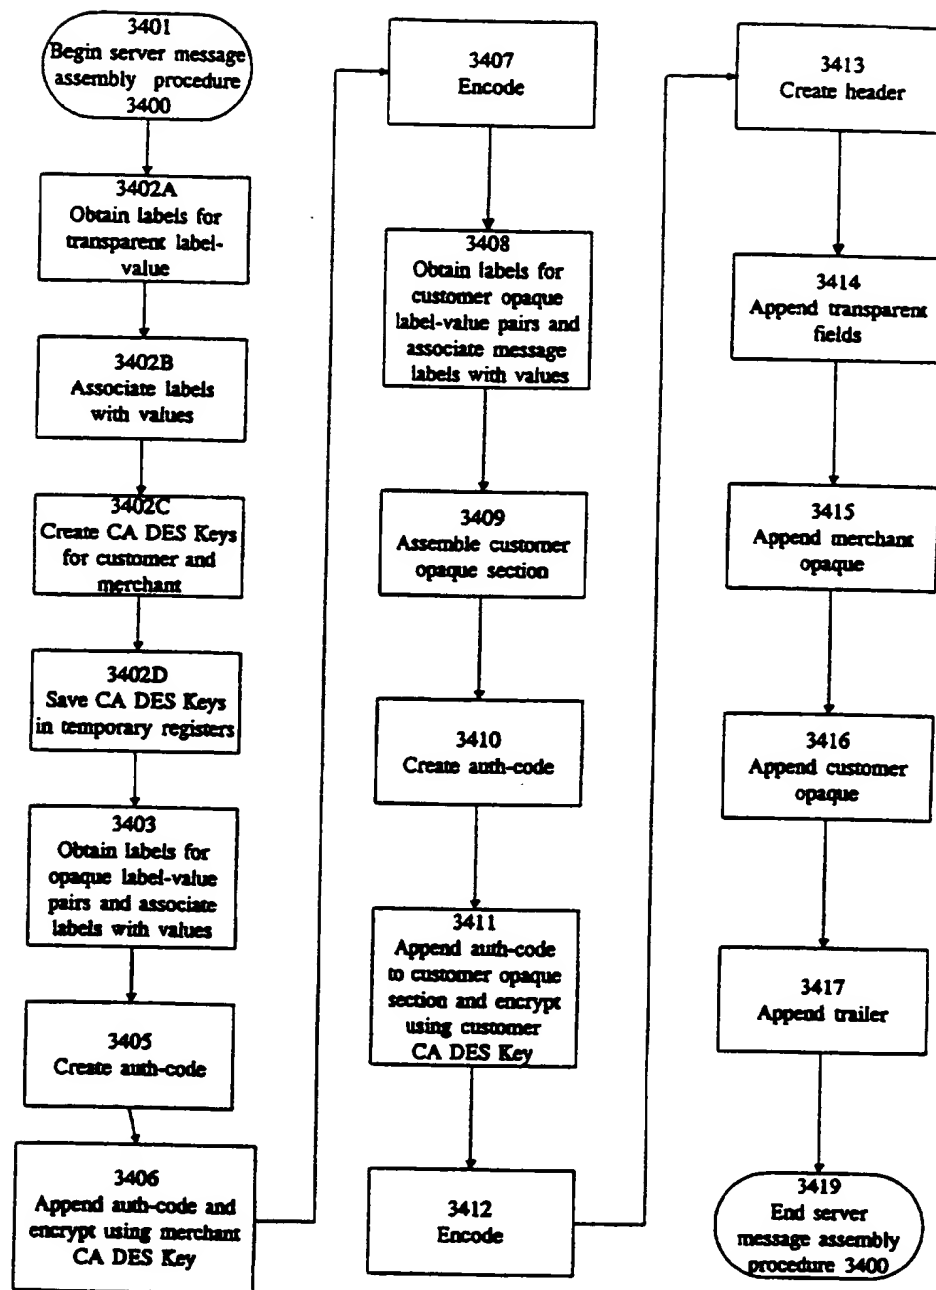 3401
Begin server message
assembly procedure
3400
3402A
Obtain labels for
transparent label-
value
3402B
Associate labels
with values
3402C
Create CA DES Keys
for customer and
merchant
3402D
Save CA DES Keys
in temporary registers
3403
Obtain labels for
opaque label-value
pairs and associate
labels with values
3405
Create auth-code
3406
Append auth-code and
encrypt using merchant
CA DES Key
3407
Encode
3408
Obtain labels for
customer opaque
label-value pairs and
associate message
labels with values
3409
Assemble customer
opaque section
3410
Create auth-code
3411
Append auth-code
to customer opaque
section and encrypt
using customer
CA DES Key
3412
Encode
3413
Create header
3414
Append transparent
fields
3415
Append merchant
opaque
3416
Append customer
opaque
3417
Append trailer
3419
End server
message assembly
procedure 3400